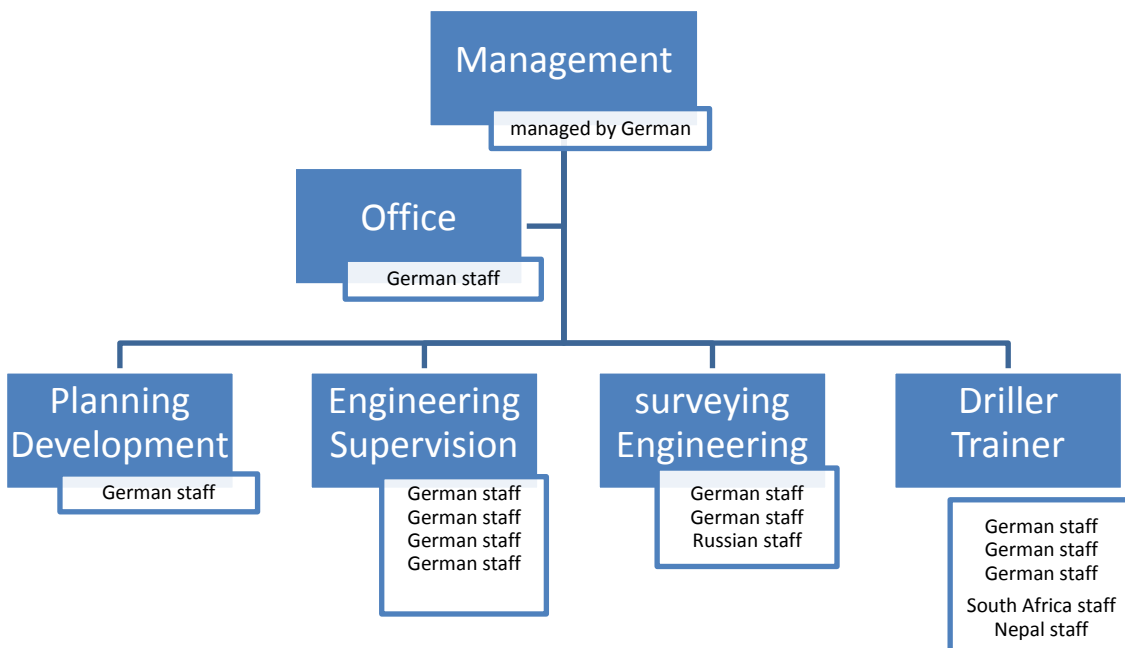 Management
managed by German
Office
German staff
Planning
Development
German staff
Engineering
Supervision
German staff
German staff
German staff
German staff
surveying
Engineering
German staff
German staff
Russian staff
Driller
Trainer
German staff
German staff
German staff
South Africa staff
Nepal staff